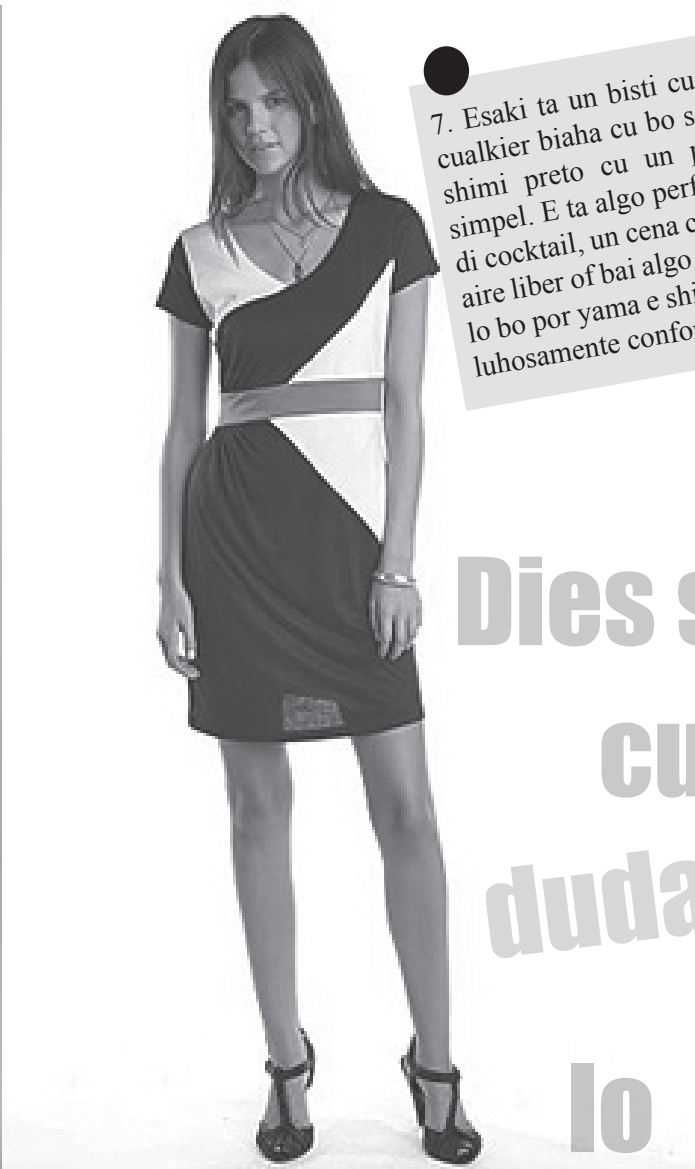 7. Esaki ta un bisti cu
cualkier biaha cu bo s
shimi preto cu un p
simpel. E ta algo perf
di cocktail, un cena c
aire liber of bai algo
lo bo por yama e shi
luhosamente confor
Dies s
cu
duda
lo